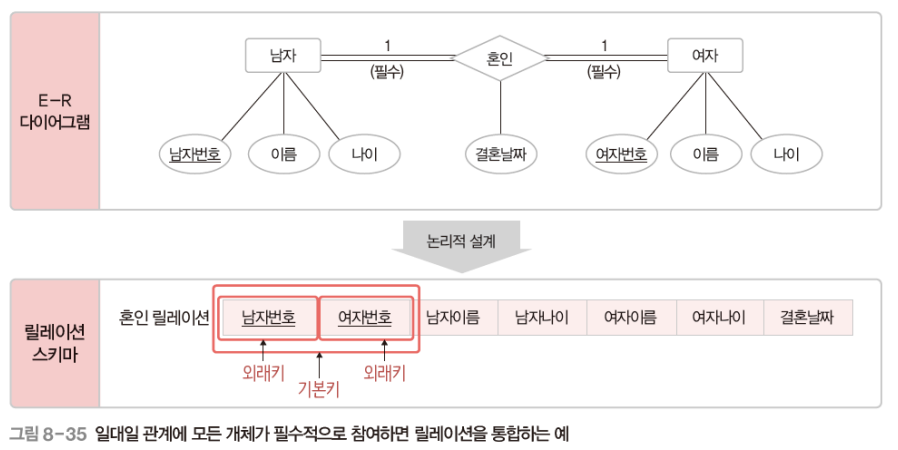 E-R
다이어그램
남자
1
(필수)
혼인
1
(필수)
여자
남자번호
이름
나이
결혼날짜
여자번호
이름
나이
논리적 설계
릴레이션
스키마
혼인 릴레이션
남자번호
여자번호
남자이름
남자나이
여자이름
여자나이
결혼날짜
외래키
기본키
외래키
그림 8-35 일대일 관계에 모든 개체가 필수적으로 참여하면 릴레이션을 통합하는 예